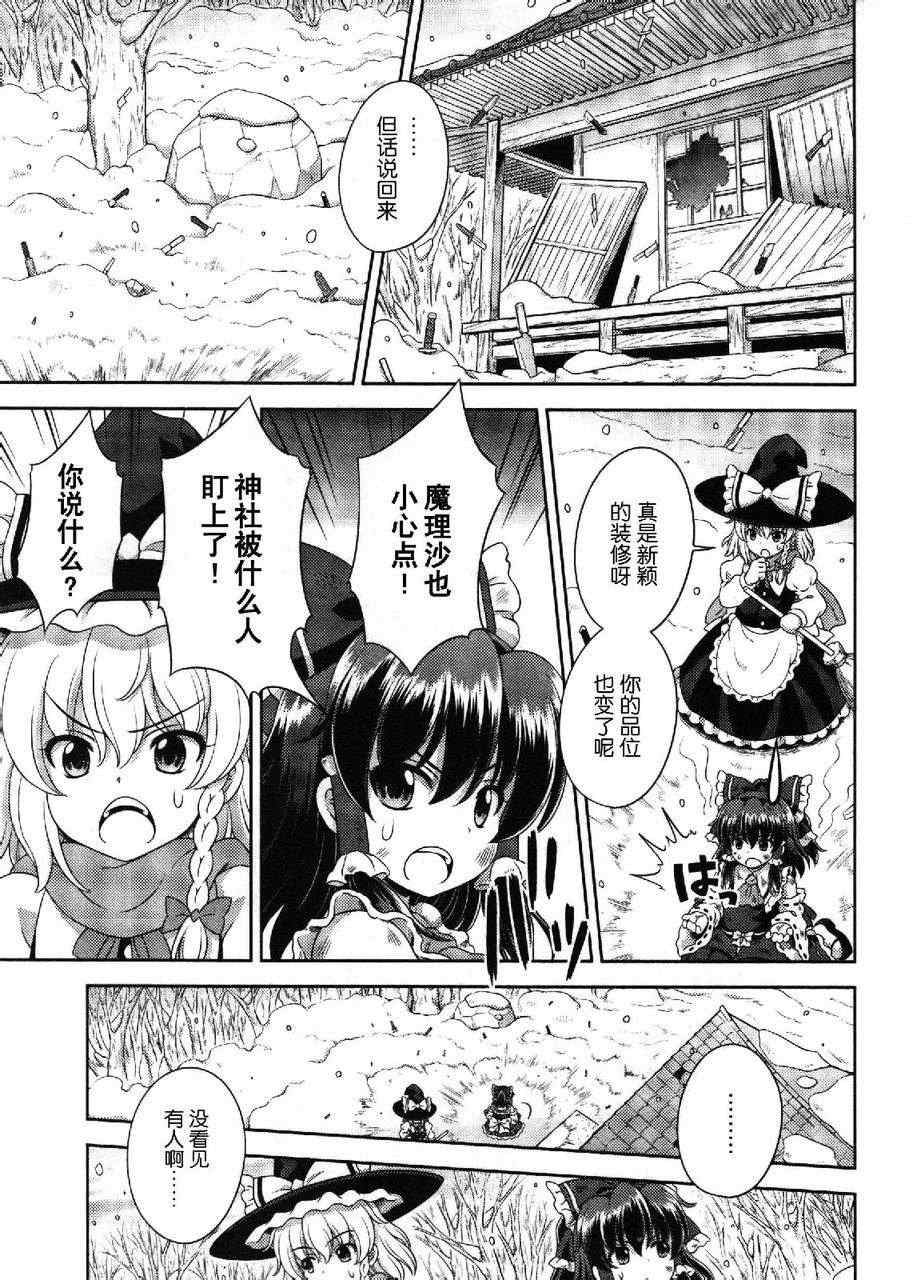 ……
但话说回来
真是新颖
的装修呀
你的品位
也变了呢
はっ
魔理沙也
小心点！
神社被什么人
盯上了！
你说什么？
……
没看见
有人啊……